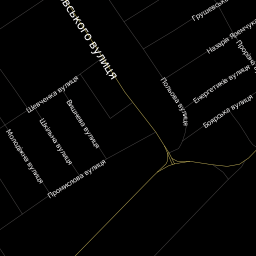 ВСЬКОГО ВУЛИЦЯ
Грушевськ
Назарія Яремчука
Енергетиків вулиця
Боярська вулиця
Польова вулиця
Шевченка вулиця
Вишнева вулиця
Шкільна вулиця
Молодіжна вулиця
Промислова вулиця